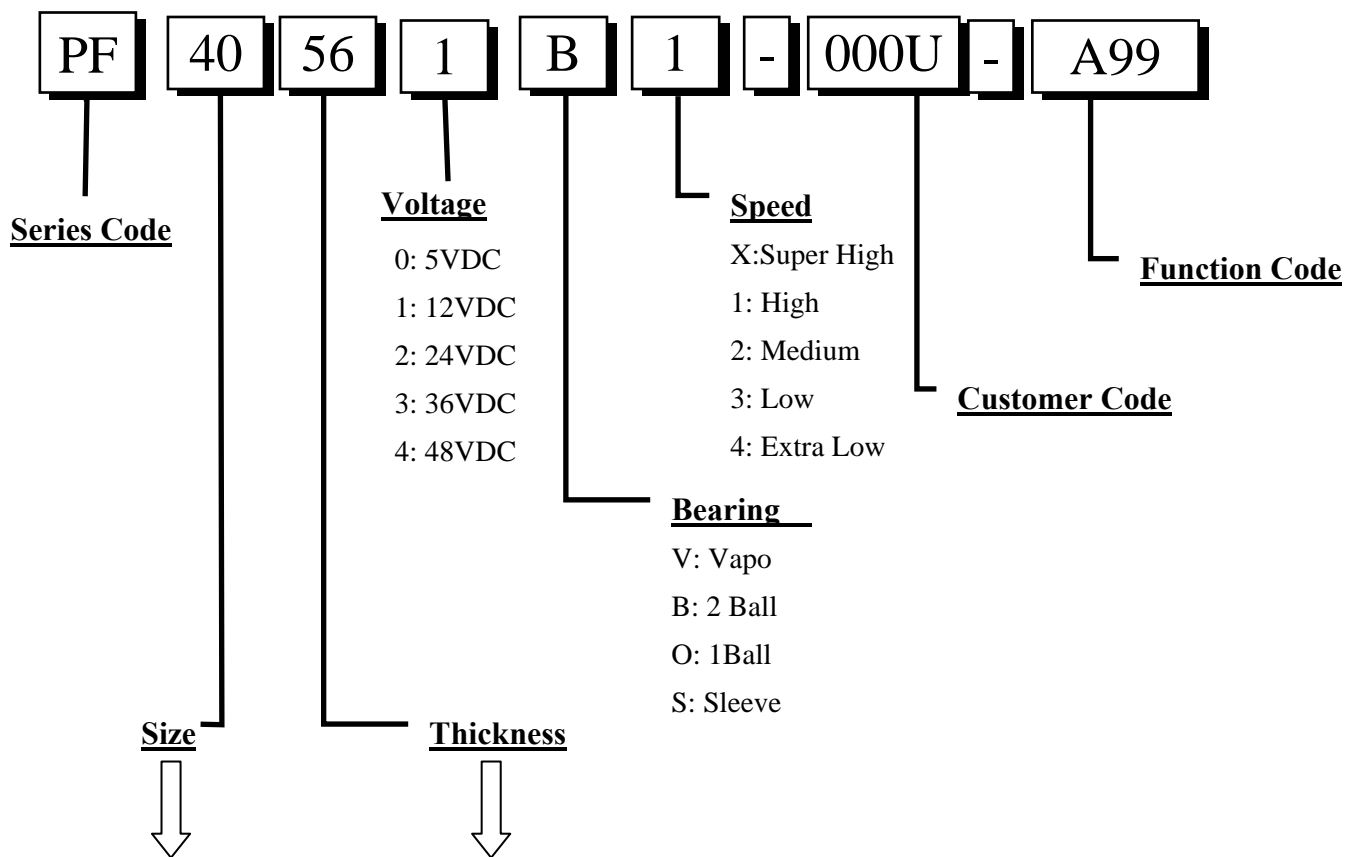 PF 40 56 1 B 1 - 000U - A99
Series Code
Voltage
0: 5VDC
1: 12VDC
2: 24VDC
3: 36VDC
4: 48VDC
Speed
X:Super High
1: High
2: Medium
3: Low
4: Extra Low
Function Code
Customer Code
Bearing
V: Vapo
B: 2 Ball
O: 1Ball
S: Sleeve
Size
Thickness